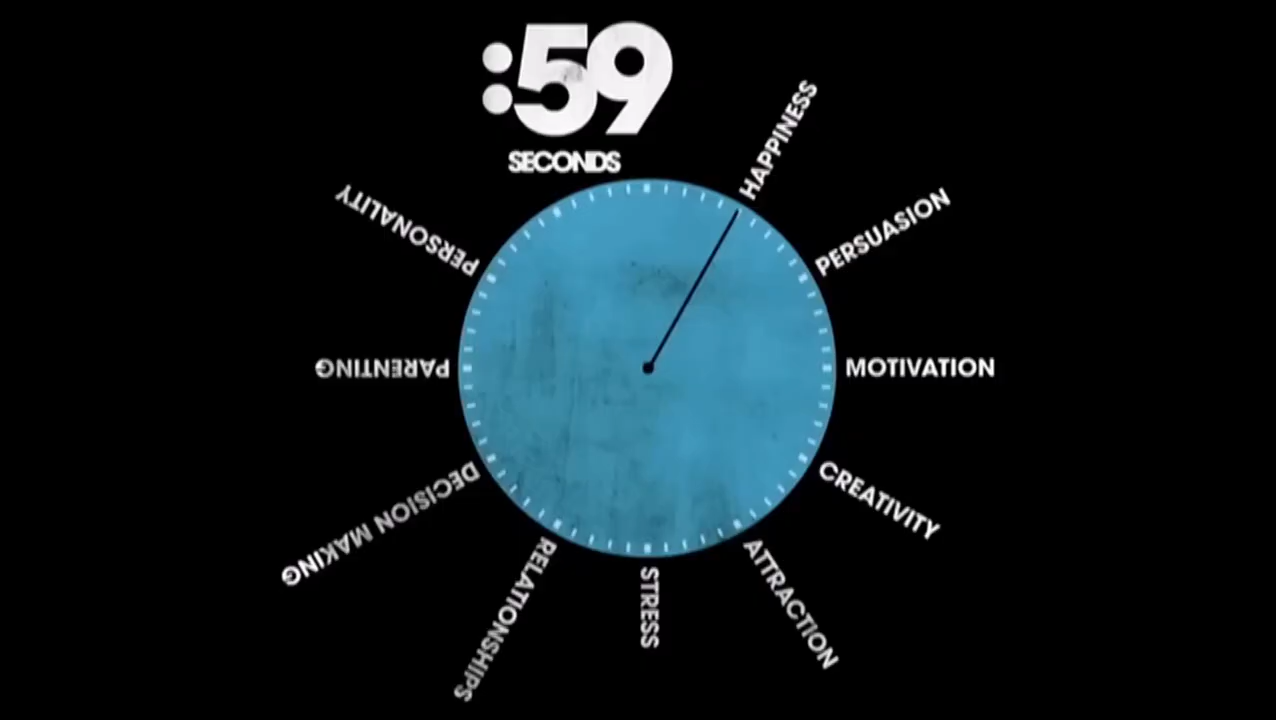 :59
SECONDS
HAPPINESS
PERSUASION
MOTIVATION
CREATIVITY
ATTRACTION
STRESS
RELATIONSHIPS
DECISION MAKING
PARENTING
PERSONALITY